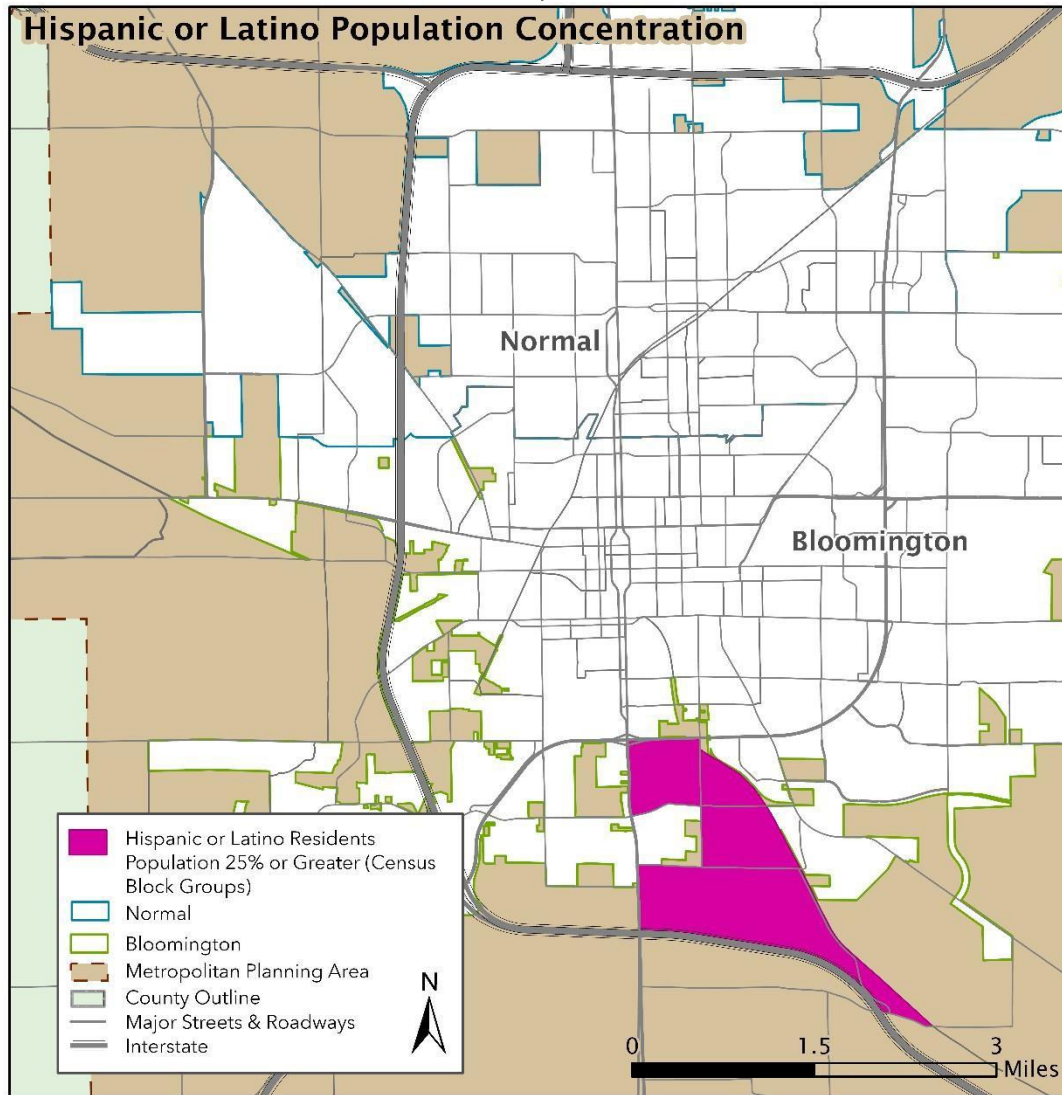 Hispanic or Latino Population Concentration
Normal
Bloomington
Hispanic or Latino Residents
Population 25% or Greater (Census
Block Groups)
Normal
Bloomington
Metropolitan Planning Area
County Outline
Major Streets & Roadways
Interstate
N
0 1.5 3
Miles